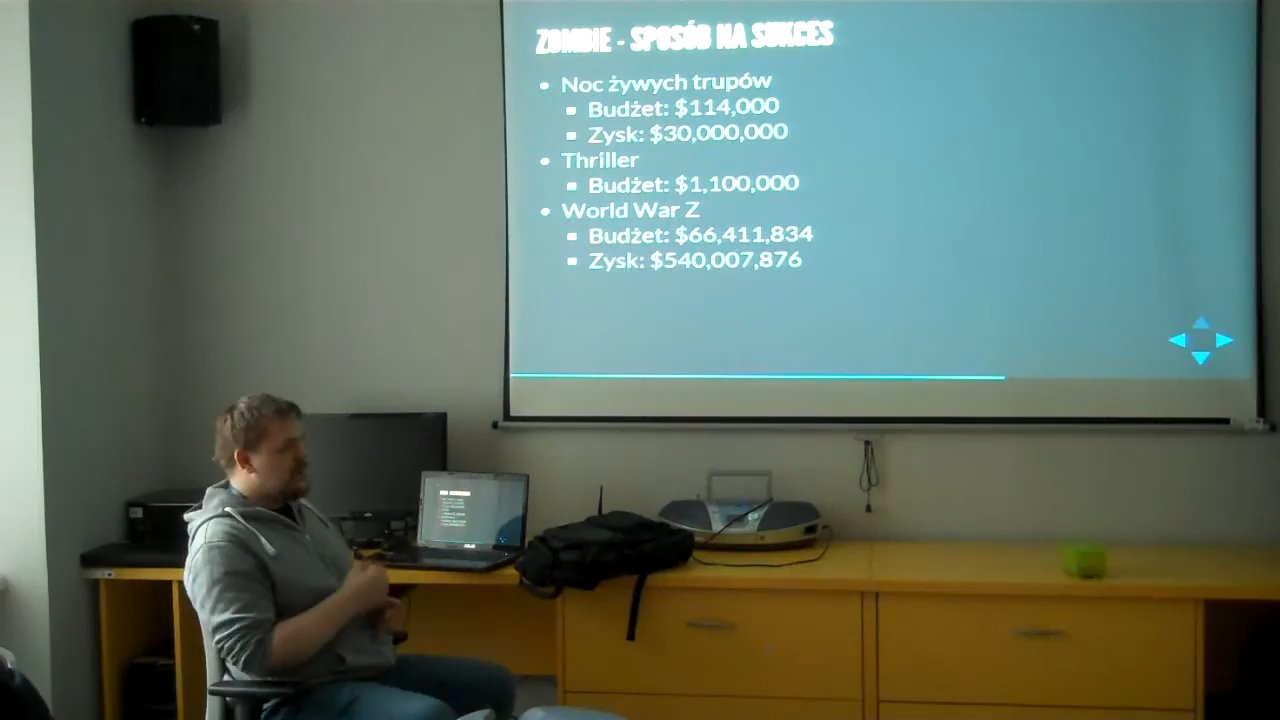 ZOMBIE - SPOSÓB NA SUKCES
Noc żywych trupów
Budżet: $114,000
Zysk: $30,000,000
Thriller
Budżet: $1,100,000
World War Z
Budżet: $66,411,834
Zysk: $540,007,876